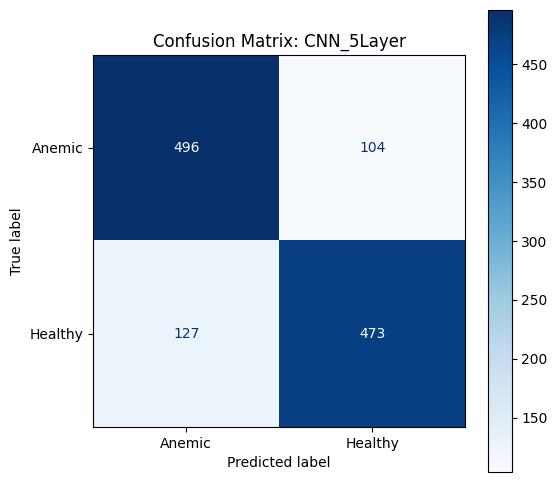 Confusion Matrix: CNN_5Layer
True label
Anemic
Healthy
496 104
127 473
Anemic Healthy
Predicted label
450
400
350
300
250
200
150